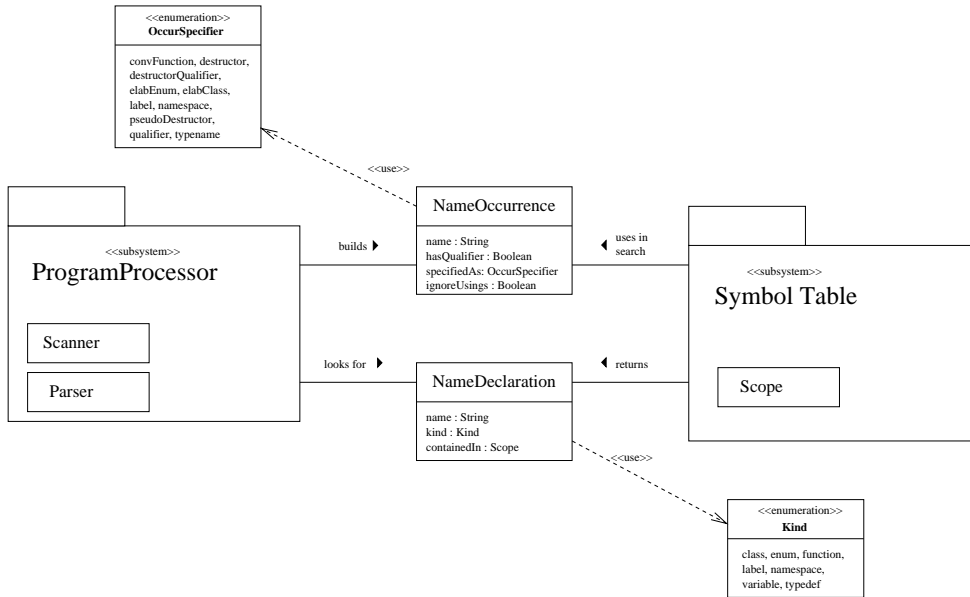 <<enumeration>>
OccurSpecifier
convFunction, destructor,
destructorQualifier,
elabEnum, elabClass,
label, namespace,
pseudoDestructor,
qualifier, typename
<<use>>
<<subsystem>>
ProgramProcessor
Scanner
Parser
builds
looks for
NameOccurrence
name : String
hasQualifier : Boolean
specifiedAs: OccurSpecifier
ignoreUsings : Boolean
NameDeclaration
name : String
kind : Kind
containedIn : Scope
uses in
search
returns
<<subsystem>>
Symbol Table
Scope
<<use>>
<<enumeration>>
Kind
class, enum, function,
label, namespace,
variable, typedef